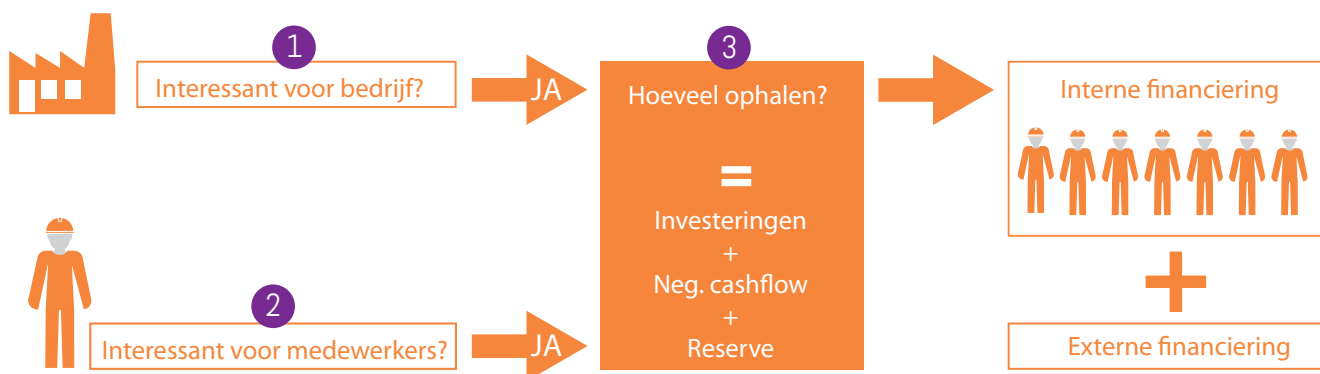 1
Interessant voor bedrijf?
JA
2
Interessant voor medewerkers?
JA
3
Hoeveel ophalen?
=
Investeringen
+
Neg. cashflow
+
Reserve
Interne financiering
+
Externe financiering